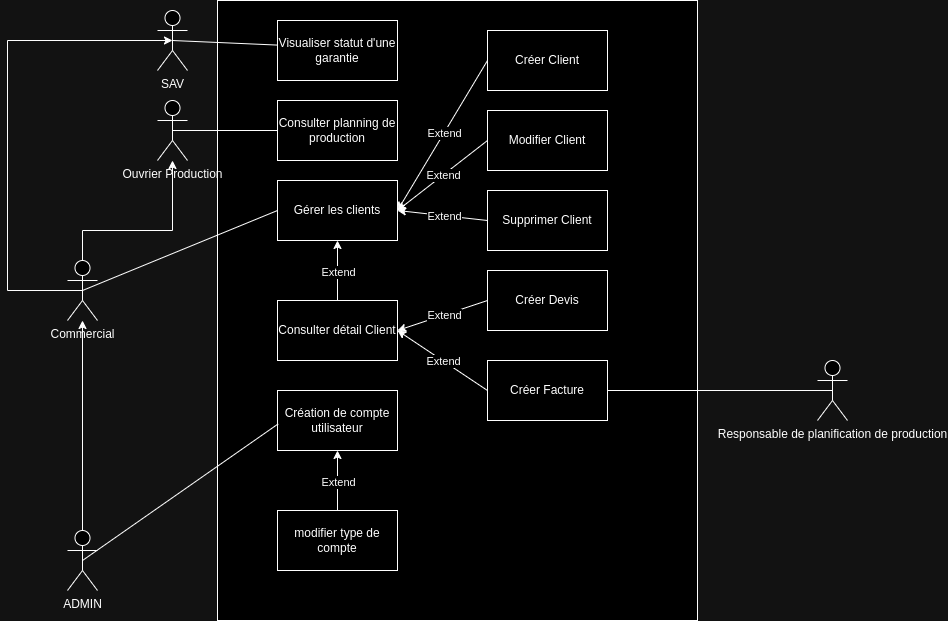 SAV
Visualiser statut d'une
garantie
Créer Client
Ouvrier Production
Consulter planning de
production
Extend
Modifier Client
Extend
Gérer les clients
Extend
Supprimer Client
Extend
Commercial
Consulter détail Client
Extend
Créer Devis
Extend
Créer Facture
Responsable de planification de production
Création de compte
utilisateur
Extend
modifier type de
compte
ADMIN